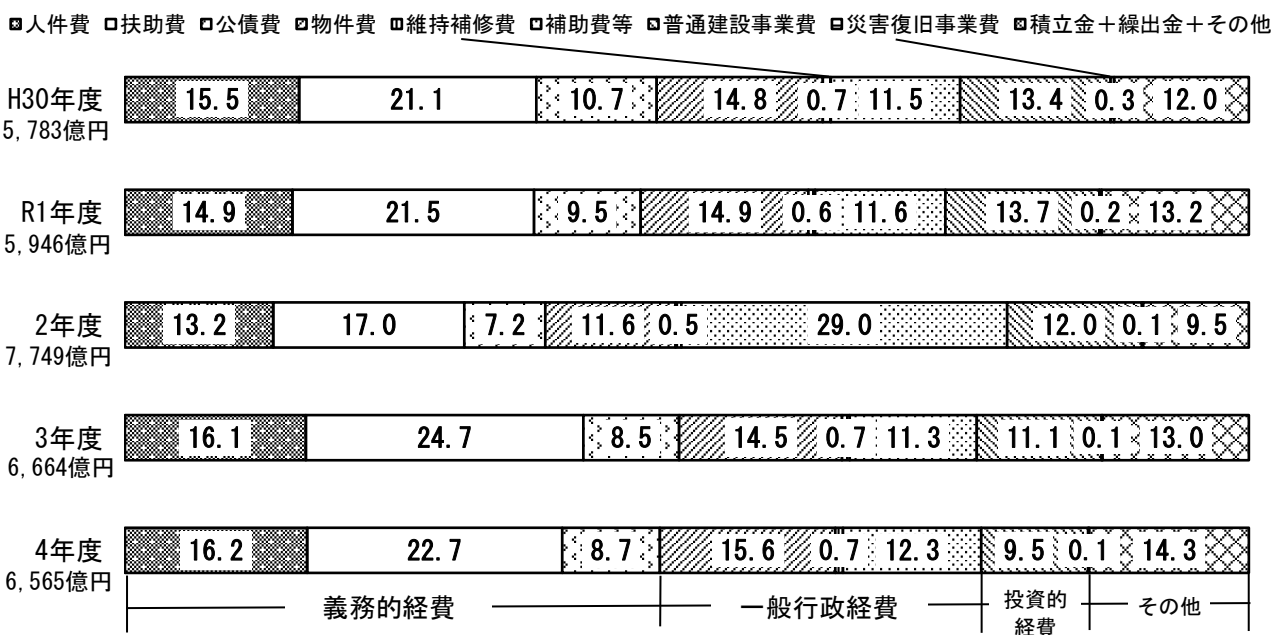 人件費 扶助費 公債費 物件費 維持補修費 補助費等 普通建設事業費 災害復旧事業費 積立金＋繰出金＋その他
H30年度 15.5 21.1 10.7 14.8 0.7 11.5 13.4 0.3 12.0
5,783億円
R1年度 14.9 21.5 9.5 14.9 0.6 11.6 13.7 0.2 13.2
5,946億円
2年度 13.2 17.0 7.2 11.6 0.5 29.0 12.0 0.1 9.5
7,749億円
3年度 16.1 24.7 8.5 14.5 0.7 11.3 11.1 0.1 13.0
6,664億円
4年度 16.2 22.7 8.7 15.6 0.7 12.3 9.5 0.1 14.3
6,565億円
義務的経費 一般行政経費 投資的 その他
経費